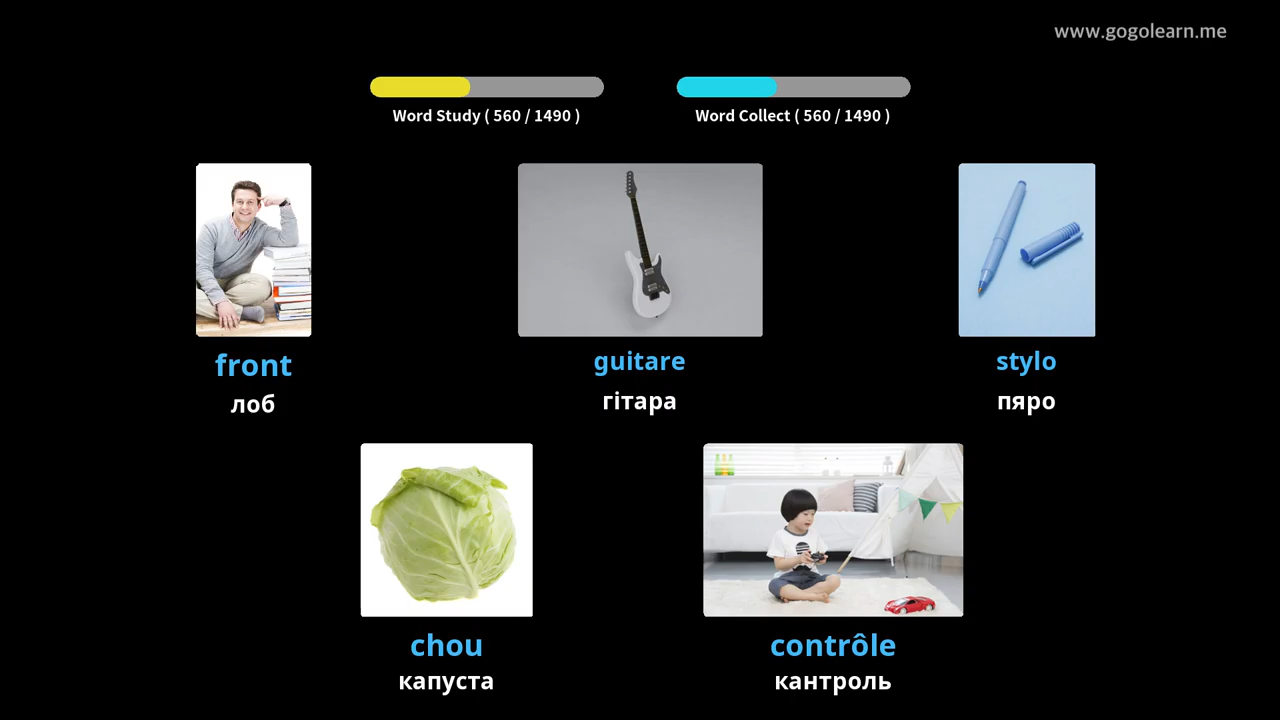 www.gogolearn.me
Word Study ( 560 / 1490 )
Word Collect ( 560 / 1490 )
front
лоб
guitare
гітара
stylo
пяро
chou
капуста
contrôle
кантроль